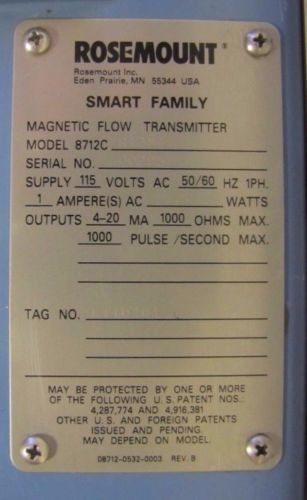 ROSEMOUNT®
Rosemount Inc.
Eden Prairie, MN 55344 USA
SMART FAMILY
MAGNETIC FLOW TRANSMITTER
MODEL 8712C
SERIAL NO.
SUPPLY 115 VOLTS AC 50/60 HZ 1PH.
1 AMPERE(S) AC WATTS
OUTPUTS 4-20 MA 1000 OHMS MAX.
1000 PULSE/SECOND MAX.
TAG NO.
MAY BE PROTECTED BY ONE OR MORE
OF THE FOLLOWING U.S. PATENT NOS.:
4,287,774 AND 4,916,381
OTHER U.S. AND FOREIGN PATENTS
ISSUED AND PENDING.
MAY DEPEND ON MODEL.
08712-0532-0003 REV. B